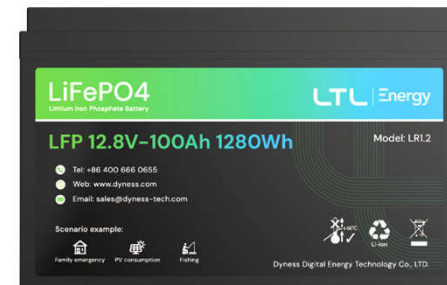 LiFePO4
Lithium Iron Phosphate Battery
LTL | Energy
LFP 12.8V-100Ah 1280Wh
Model: LR1.2
Tel: +86 400 666 0655
Web: www.dyness.com
Email: sales@dyness-tech.com
Scenario example:
Family emergency
PV consumption
Fishing
Li-ion
Dyness Digital Energy Technology Co., LTD.